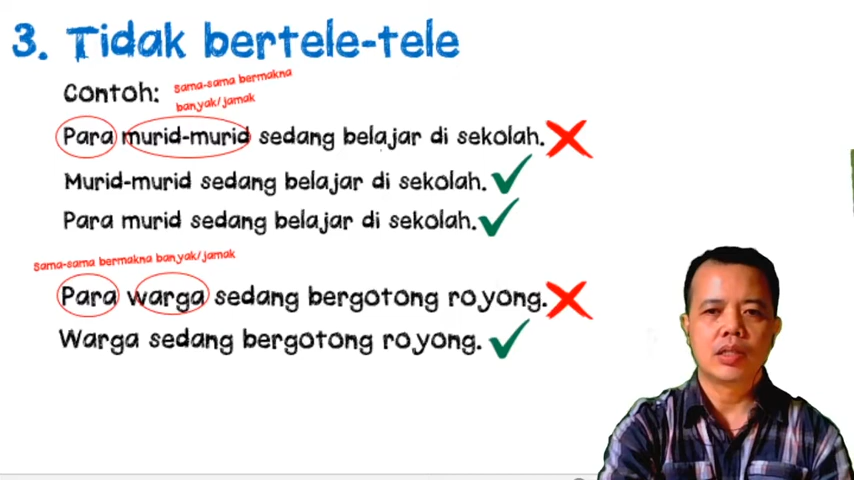 3. Tidak bertele-tele
Contoh:
sama-sama bermakna
banyak/jamak
Para murid-murid sedang belajar di sekolah.
Murid-murid sedang belajar di sekolah.
Para murid sedang belajar di sekolah.
sama-sama bermakna banyak/jamak
Para warga sedang bergotong royong.
Warga sedang bergotong royong.